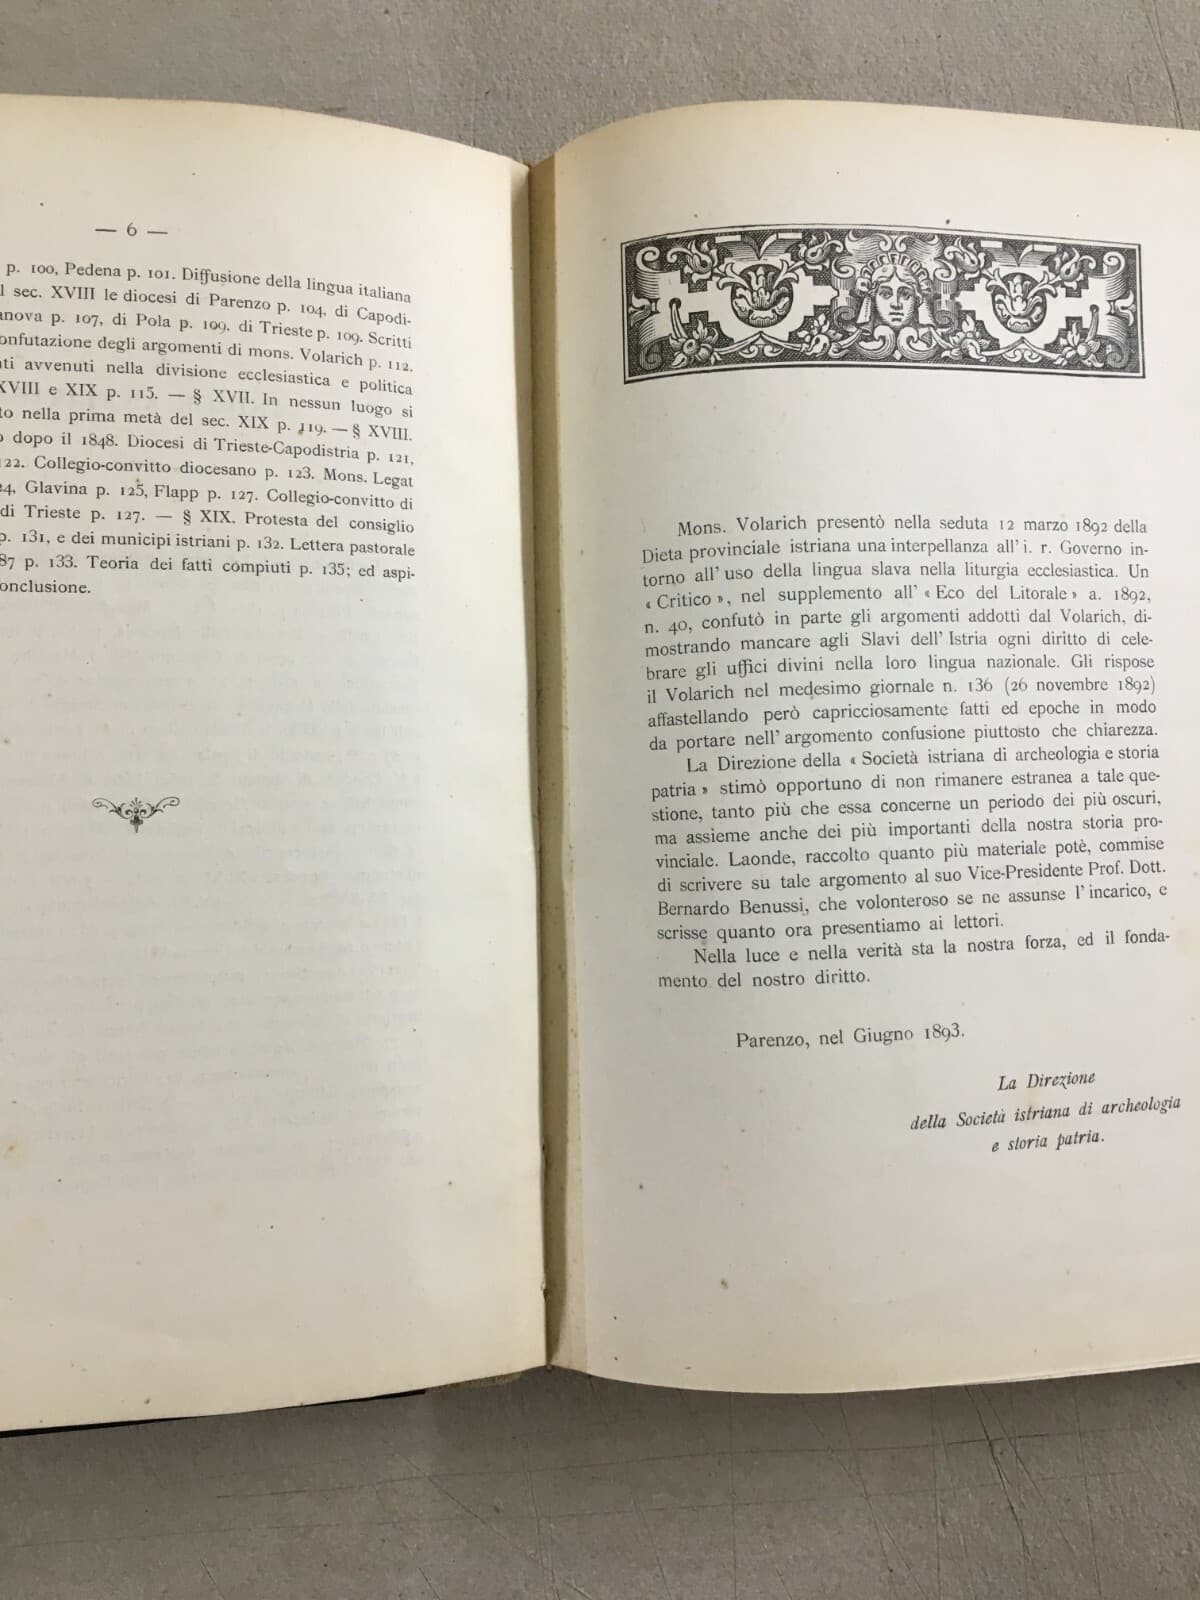 — 6 —
p. 100, Pedena p. 101. Diffusione della lingua italiana
l sec. XVIII le diocesi di Parenzo p. 104, di Capodi-
nova p. 107, di Pola p. 109, di Trieste p. 109. Scritti
onfutazione degli argomenti di mons. Volarich p. 112.
ti avvenuti nella divisione ecclesiastica e politica
XVIII e XIX p. 115. — § XVII. In nessun luogo si
to nella prima metà del sec. XIX p. 119. — § XVIII.
o dopo il 1848. Diocesi di Trieste-Capodistria p. 121,
22. Collegio-convitto diocesano p. 123. Mons. Legat
24, Glavina p. 125, Flapp p. 127. Collegio-convitto di
di Trieste p. 127. — § XIX. Protesta del consiglio
p. 131, e dei municipi istriani p. 132. Lettera pastorale
87 p. 133. Teoria dei fatti compiuti p. 135; ed aspi-
onclusione.
Mons. Volarich presentò nella seduta 12 marzo 1892 della
Dieta provinciale istriana una interpellanza all' i. r. Governo in-
torno all' uso della lingua slava nella liturgia ecclesiastica. Un
« Critico », nel supplemento all' « Eco del Litorale » a. 1892,
n. 40, confutò in parte gli argomenti addotti dal Volarich, di-
mostrando mancare agli Slavi dell' Istria ogni diritto di cele-
brare gli uffici divini nella loro lingua nazionale. Gli rispose
il Volarich nel medesimo giornale n. 136 (26 novembre 1892)
affastellando però capricciosamente fatti ed epoche in modo
da portare nell' argomento confusione piuttosto che chiarezza.
La Direzione della « Società istriana di archeologia e storia
patria » stimò opportuno di non rimanere estranea a tale que-
stione, tanto più che essa concerne un periodo dei più oscuri,
ma assieme anche dei più importanti della nostra storia pro-
vinciale. Laonde, raccolto quanto più materiale potè, commise
di scrivere su tale argomento al suo Vice-Presidente Prof. Dott.
Bernardo Benussi, che volonteroso se ne assunse l' incarico, e
scrisse quanto ora presentiamo ai lettori.
Nella luce e nella verità sta la nostra forza, ed il fonda-
mento del nostro diritto.
Parenzo, nel Giugno 1893.
La Direzione
della Società istriana di archeologia
e storia patria.